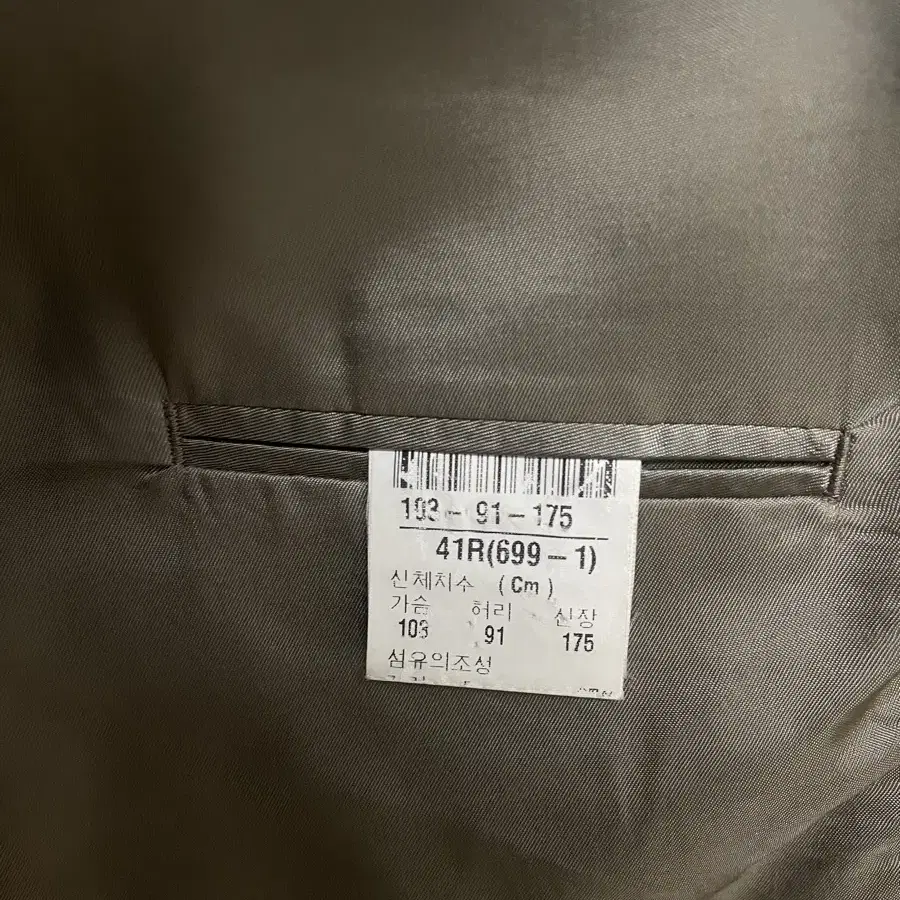 103-91-175
41R(699-1)
신체치수 (Cm)
가슴 허리 신장
103 91 175
섬유의조성